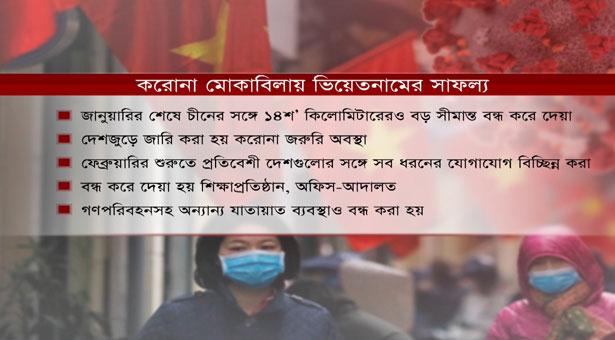 করোনা মোকাবিলায় ভিয়েতনামের সাফল্য
জানুয়ারির শেষে চীনের সঙ্গে ১৪শ' কিলোমিটারেরও বড় সীমান্ত বন্ধ করে দেয়া
দেশজুড়ে জারি করা হয় করোনা জরুরি অবস্থা
ফেব্রুয়ারির শুরুতে প্রতিবেশী দেশগুলোর সঙ্গে সব ধরনের যোগাযোগ বিচ্ছিন্ন করা
বন্ধ করে দেয়া হয় শিক্ষাপ্রতিষ্ঠান, অফিস-আদালত
গণপরিবহনসহ অন্যান্য যাতায়াত ব্যবস্থাও বন্ধ করা হয়